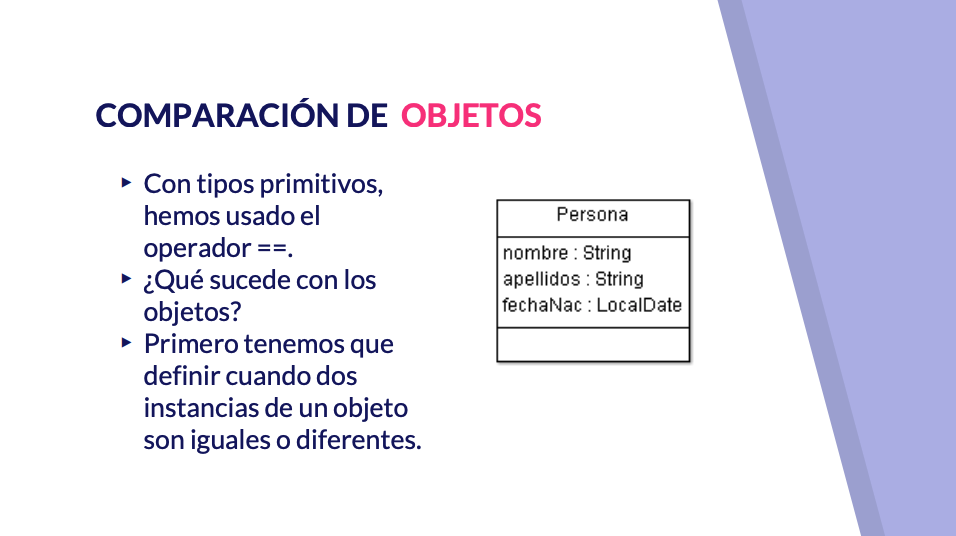 COMPARACIÓN DE OBJETOS
‣ Con tipos primitivos,
hemos usado el
operador ==.
‣ ¿Qué sucede con los
objetos?
‣ Primero tenemos que
definir cuando dos
instancias de un objeto
son iguales o diferentes.
Persona
nombre : String
apellidos : String
fechaNac : LocalDate